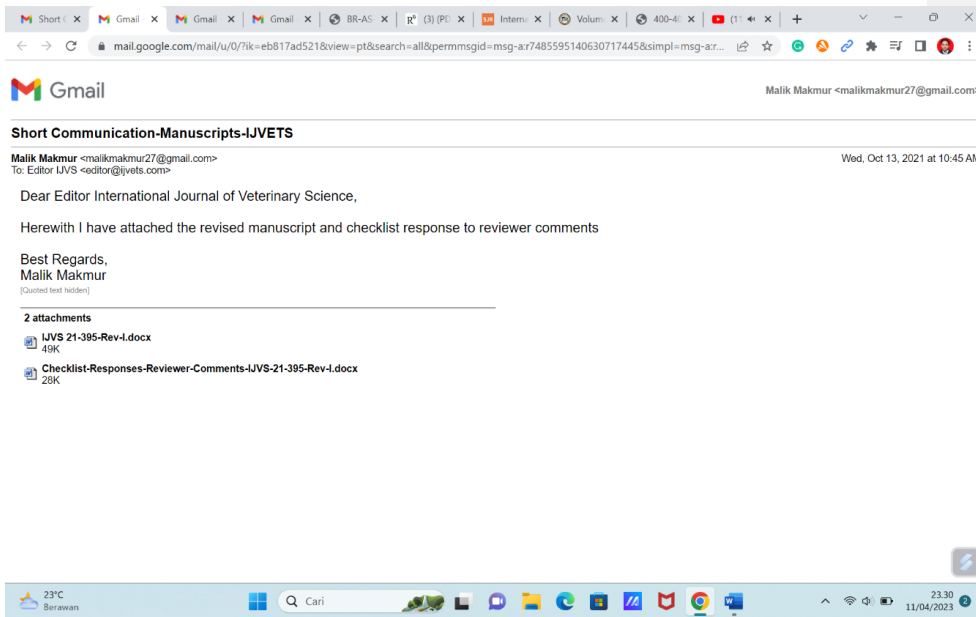 Short C
Gmail
Gmail
Gmail
BR-AS
(3) (PD
Interna
Volum
400-40
(1
mail.google.com/mail/u/0/?ik=eb817ad521&view=pt&search=all&permmsgid=msg-a:r7485595140630717445&simpl=msg-a:r...
Gmail
Malik Makmur <malikmakmur27@gmail.com>
Short Communication-Manuscripts-IJVETS
Malik Makmur <malikmakmur27@gmail.com>
Wed, Oct 13, 2021 at 10:45 AM
To: Editor IJVS <editor@ijvets.com>
Dear Editor International Journal of Veterinary Science,
Herewith I have attached the revised manuscript and checklist response to reviewer comments
Best Regards,
Malik Makmur
[Quoted text hidden]
2 attachments
IJVS 21-395-Rev-I.docx
49K
Checklist-Responses-Reviewer-Comments-IJVS-21-395-Rev-I.docx
28K
23°C
Berawan
Cari
23.30
11/04/2023
2